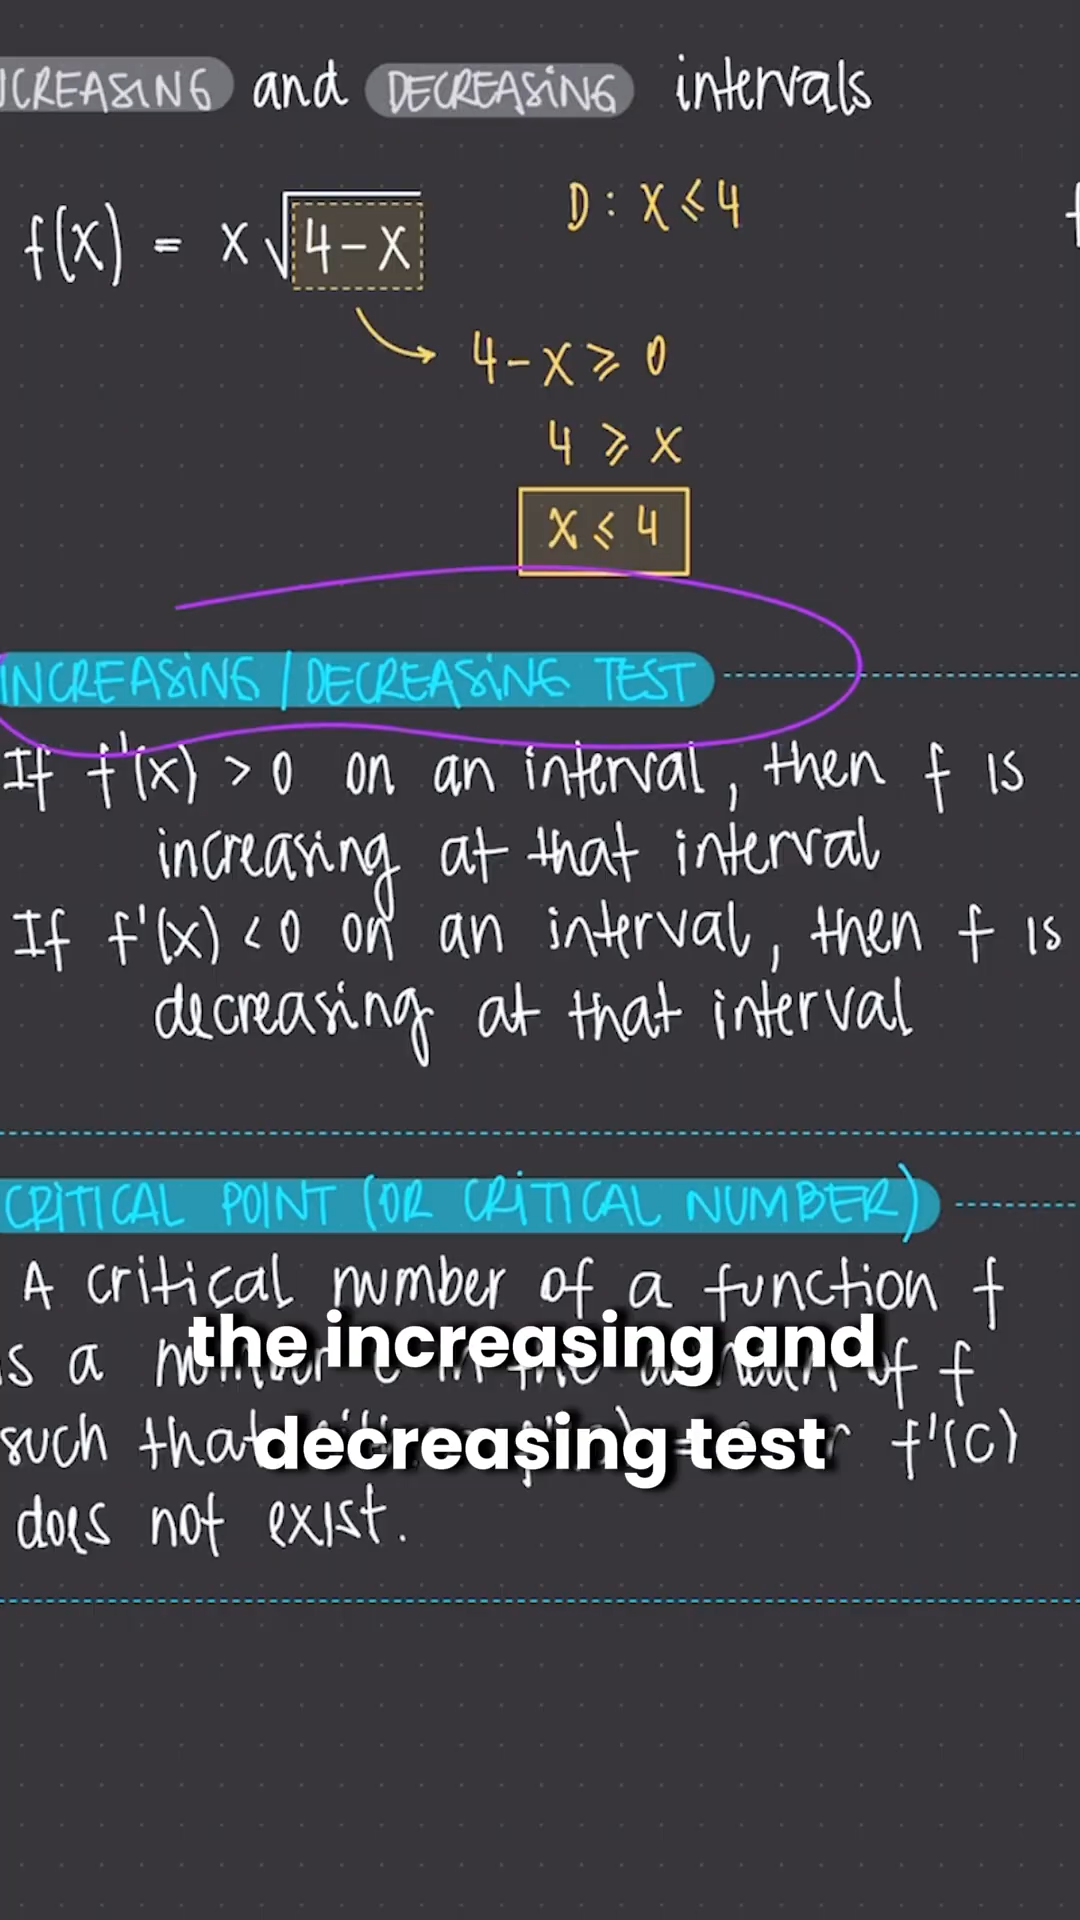 NCREASING and DECREASING intervals
f(x) = x√4-x
D: x ≤ 4
4-x ≥ 0
4 ≥ x
x ≤ 4
INCREASING / DECREASING TEST
If f'(x) > 0 on an interval, then f is
increasing at that interval
If f'(x) < 0 on an interval, then f is
decreasing at that interval
CRITICAL POINT (OR CRITICAL NUMBER)
A critical number of a function f
s a of f
such that f'(c)
does not exist.
the increasing and
decreasing test